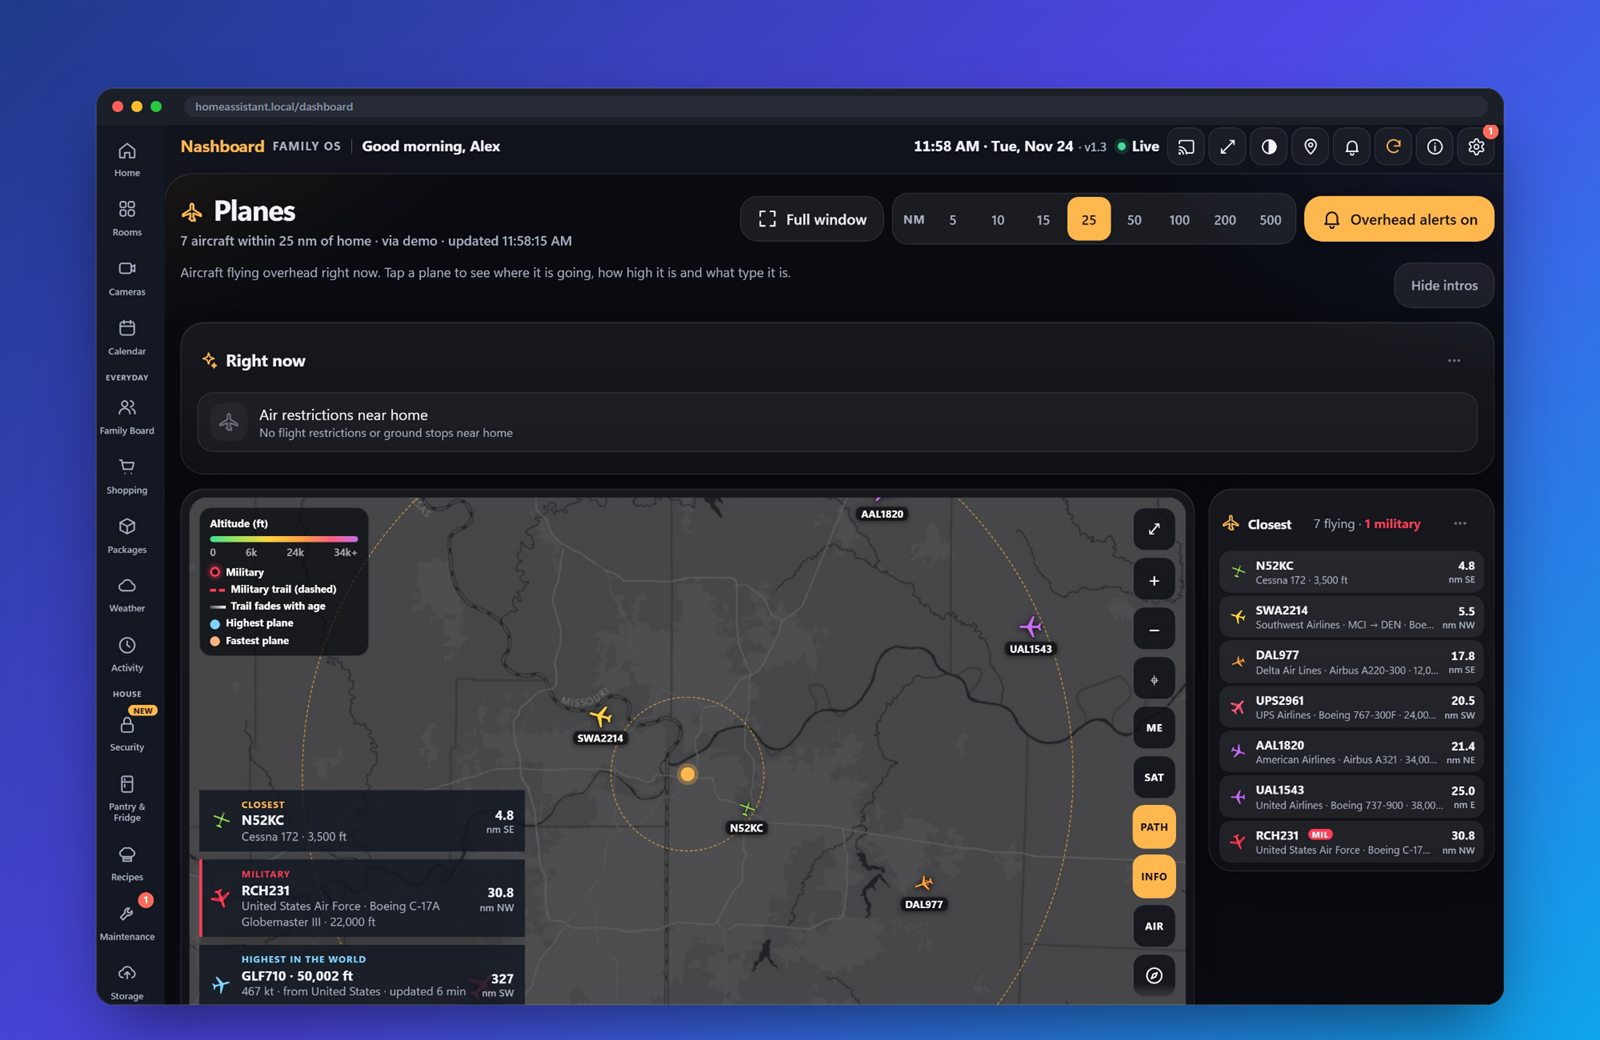 homeassistant.local/dashboard
Nashboard FAMILY OS Good morning, Alex
11:58 AM · Tue, Nov 24 · v1.3 Live
1
Home
Rooms
Cameras
Calendar
EVERYDAY
Family Board
Shopping
Packages
Weather
Activity
HOUSE
NEW
Security
Pantry &
Fridge
Recipes
1
Maintenance
Storage
Planes
7 aircraft within 25 nm of home · via demo · updated 11:58:15 AM
Aircraft flying overhead right now. Tap a plane to see where it is going, how high it is and what type it is.
Full window
NM 5 10 15 25 50 100 200 500
Overhead alerts on
Hide intros
Right now
Air restrictions near home
No flight restrictions or ground stops near home
Altitude (ft)
0 6k 24k 34k+
Military
Military trail (dashed)
Trail fades with age
Highest plane
Fastest plane
AAL1820
UAL1543
MISSOURI
SWA2214
N52KC
DAL977
CLOSEST
N52KC
Cessna 172 · 3,500 ft
4.8
nm SE
MILITARY
RCH231
United States Air Force · Boeing C-17A
Globemaster III · 22,000 ft
30.8
nm NW
HIGHEST IN THE WORLD
GLF710 · 50,002 ft
467 kt · from United States · updated 6 min
327
nm SW
ME
SAT
PATH
INFO
AIR
Closest 7 flying · 1 military
N52KC 4.8
Cessna 172 · 3,500 ft nm SE
SWA2214 5.5
Southwest Airlines · MCI → DEN · Boe... nm NW
DAL977 17.8
Delta Air Lines · Airbus A220-300 · 12,0... nm SE
UPS2961 20.5
UPS Airlines · Boeing 767-300F · 24,00... nm SW
AAL1820 21.4
American Airlines · Airbus A321 · 34,00... nm NE
UAL1543 25.0
United Airlines · Boeing 737-900 · 38,00... nm E
RCH231 MIL 30.8
United States Air Force · Boeing C-17... nm NW